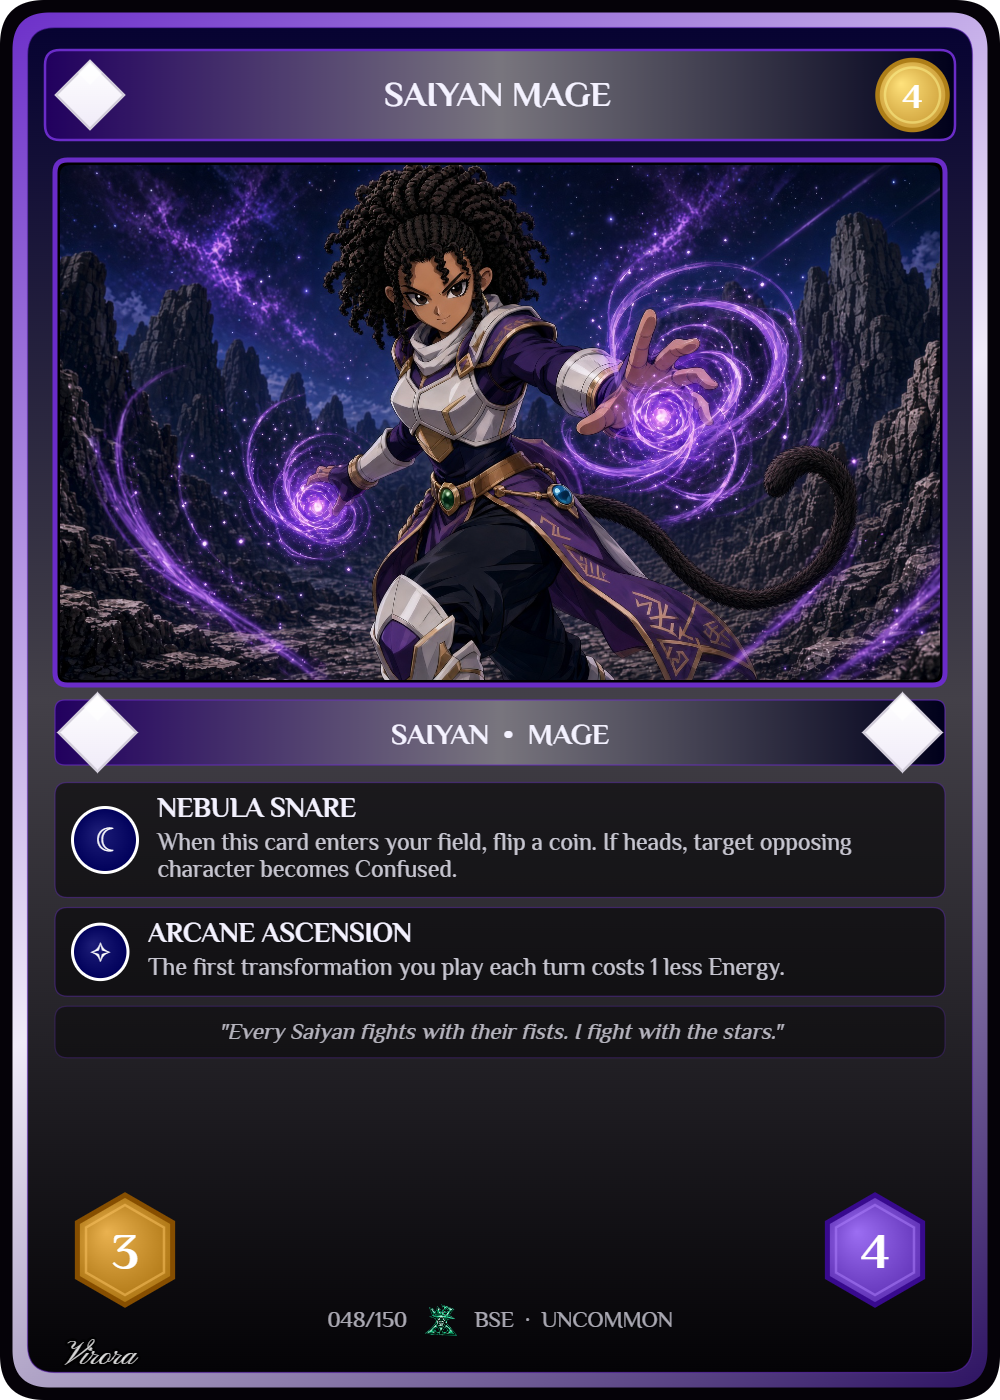 SAIYAN MAGE
4
SAIYAN • MAGE
NEBULA SNARE
When this card enters your field, flip a coin. If heads, target opposing
character becomes Confused.
ARCANE ASCENSION
The first transformation you play each turn costs 1 less Energy.
"Every Saiyan fights with their fists. I fight with the stars."
3
4
048/150 BSE · UNCOMMON
Virora